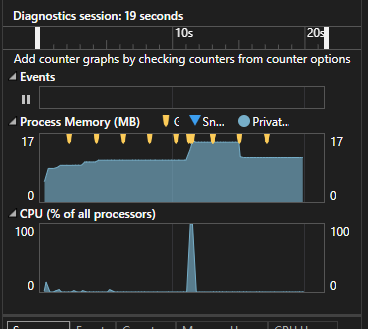 Diagnostics session: 19 seconds
10s 20s
Add counter graphs by checking counters from counter options
Events
Process Memory (MB) G Sn... Privat...
17 17
0 0
CPU (% of all processors)
100 100
0 0